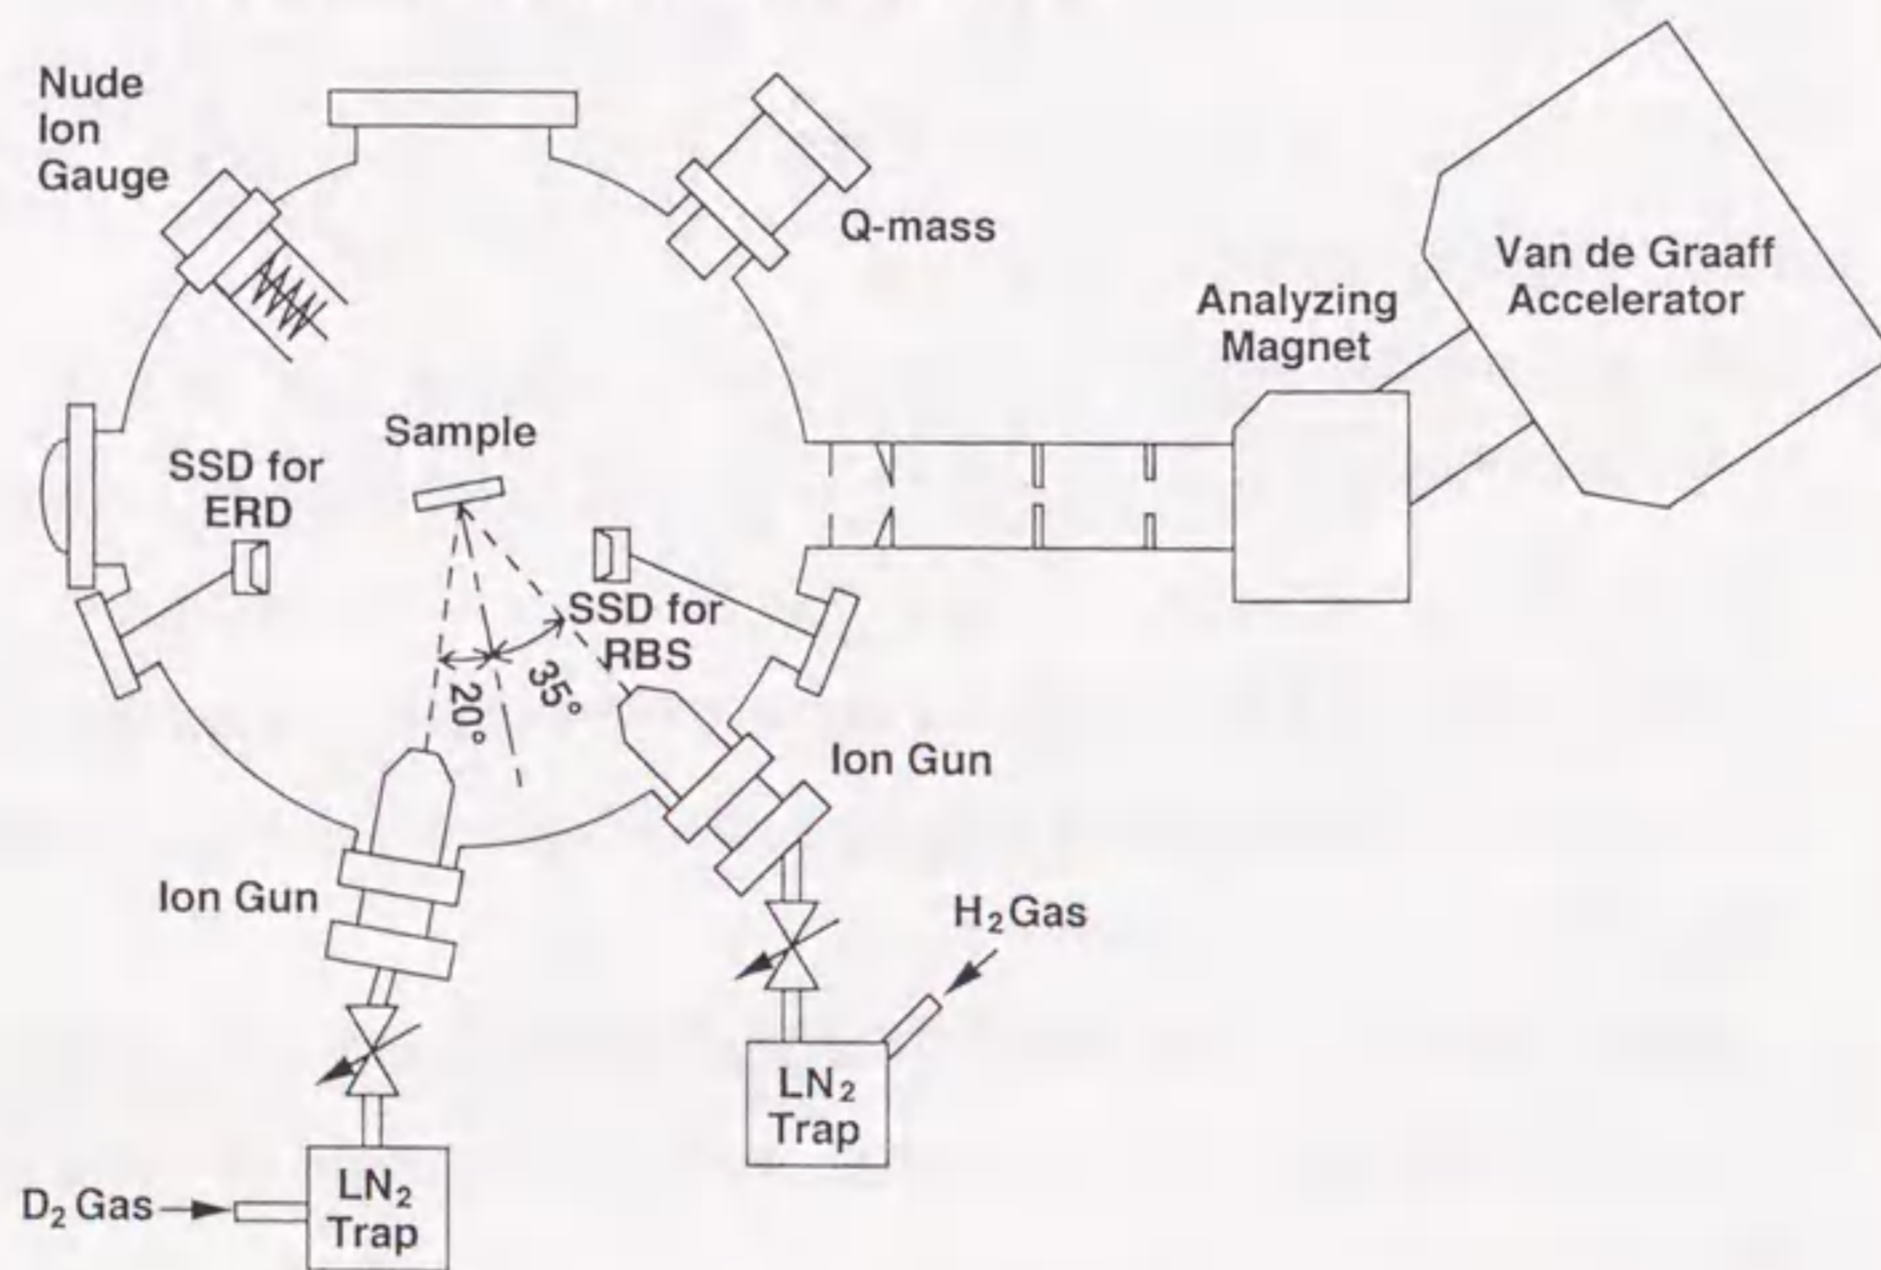 Nude
Ion
Gauge
Q-mass
Van de Graaff
Accelerator
Analyzing
Magnet
Sample
SSD for
ERD
SSD for
RBS
20°
35°
Ion Gun
Ion Gun
H₂ Gas
LN₂
Trap
D₂ Gas
LN₂
Trap